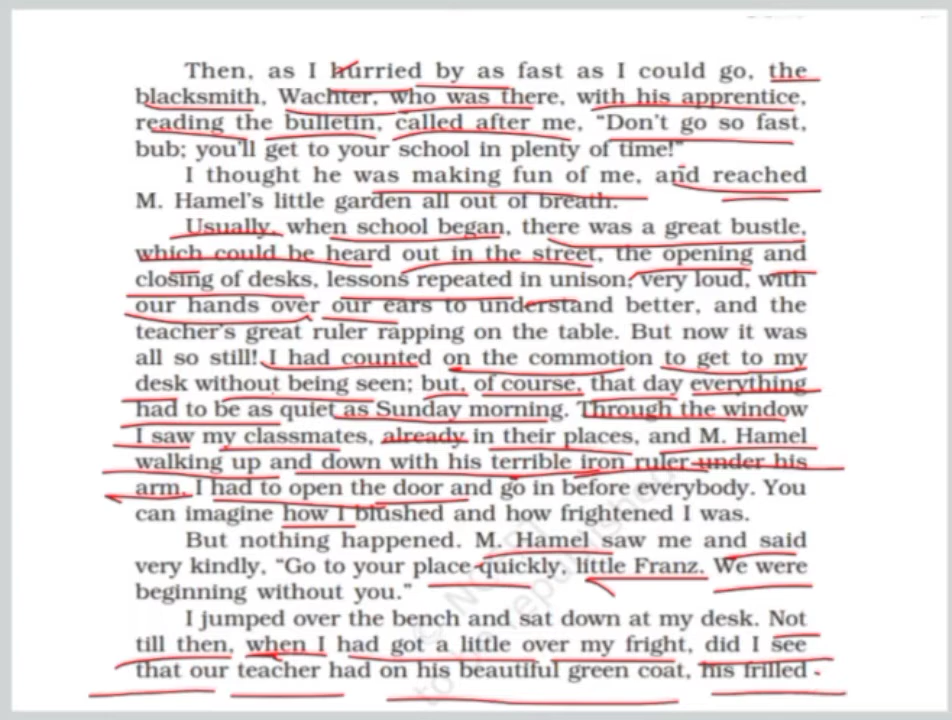 Then, as I hurried by as fast as I could go, the
blacksmith, Wachter, who was there, with his apprentice,
reading the bulletin, called after me, “Don’t go so fast,
bub; you’ll get to your school in plenty of time!”
I thought he was making fun of me, and reached
M. Hamel’s little garden all out of breath.
Usually, when school began, there was a great bustle,
which could be heard out in the street, the opening and
closing of desks, lessons repeated in unison, very loud, with
our hands over our ears to understand better, and the
teacher’s great ruler rapping on the table. But now it was
all so still! I had counted on the commotion to get to my
desk without being seen; but, of course, that day everything
had to be as quiet as Sunday morning. Through the window
I saw my classmates, already in their places, and M. Hamel
walking up and down with his terrible iron ruler under his
arm. I had to open the door and go in before everybody. You
can imagine how I blushed and how frightened I was.
But nothing happened. M. Hamel saw me and said
very kindly, “Go to your place quickly, little Franz. We were
beginning without you.”
I jumped over the bench and sat down at my desk. Not
till then, when I had got a little over my fright, did I see
that our teacher had on his beautiful green coat, his frilled